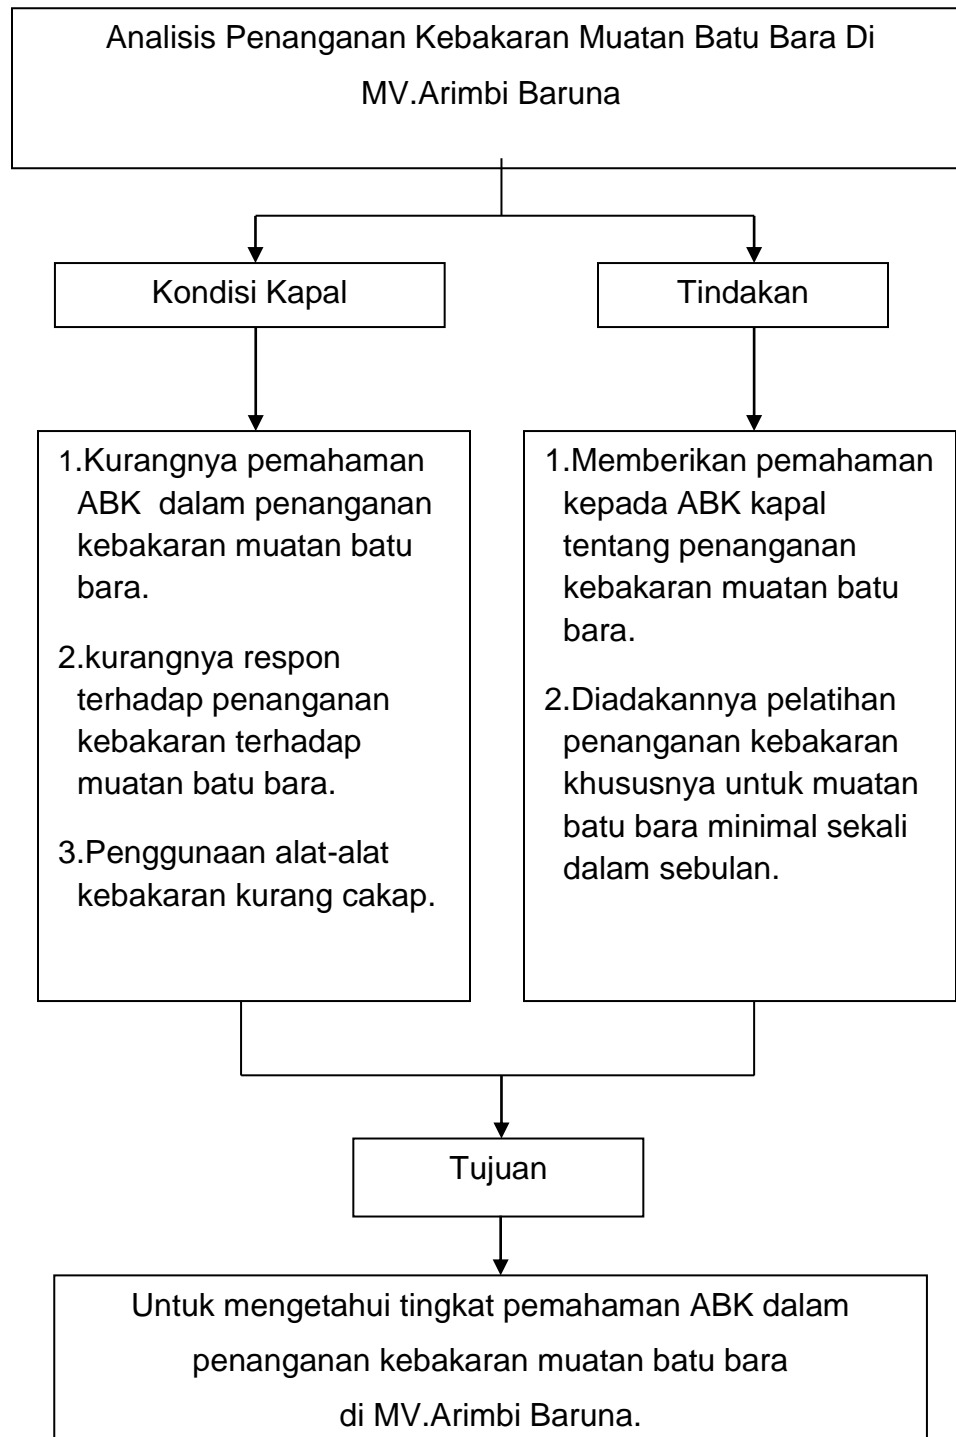 Analisis Penanganan Kebakaran Muatan Batu Bara Di
MV.Arimbi Baruna
Kondisi Kapal
Tindakan
1.Kurangnya pemahaman
ABK dalam penanganan
kebakaran muatan batu
bara.
2.kurangnya respon
terhadap penanganan
kebakaran terhadap
muatan batu bara.
3.Penggunaan alat-alat
kebakaran kurang cakap.
1.Memberikan pemahaman
kepada ABK kapal
tentang penanganan
kebakaran muatan batu
bara.
2.Diadakannya pelatihan
penanganan kebakaran
khususnya untuk muatan
batu bara minimal sekali
dalam sebulan.
Tujuan
Untuk mengetahui tingkat pemahaman ABK dalam
penanganan kebakaran muatan batu bara
di MV.Arimbi Baruna.